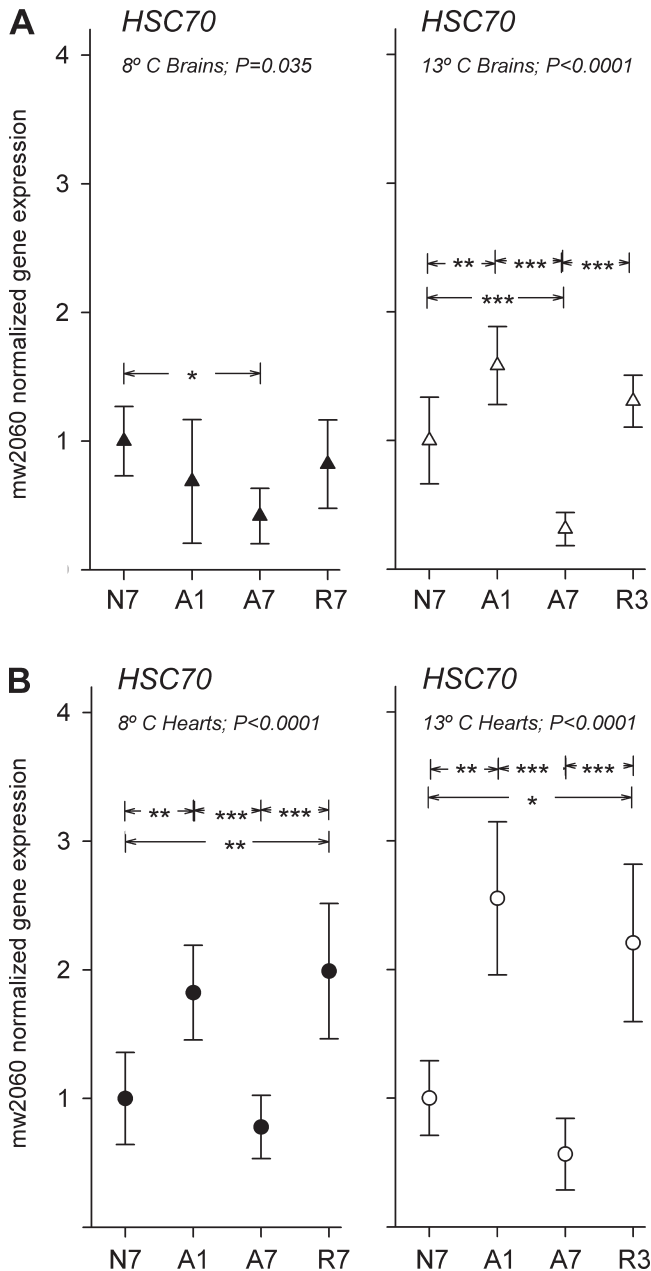 A
HSC70
8º C Brains; P=0.035
HSC70
13º C Brains; P<0.0001
mw2060 normalized gene expression
4
3
2
1
*
** *** ***
***
N7 A1 A7 R7
N7 A1 A7 R3
B
HSC70
8º C Hearts; P<0.0001
HSC70
13º C Hearts; P<0.0001
mw2060 normalized gene expression
4
3
2
1
** *** ***
**
** *** ***
*
N7 A1 A7 R7
N7 A1 A7 R3